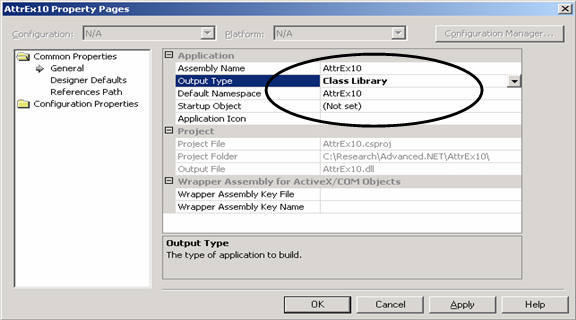 AttrEx10 Property Pages
Configuration: N/A Platform: N/A Configuration Manager...
Common Properties
General
Designer Defaults
References Path
Configuration Properties
Application
Assembly Name AttrEx10
Output Type Class Library
Default Namespace AttrEx10
Startup Object (Not set)
Application Icon
Project
Project File AttrEx10.csproj
Project Folder C:\Research\Advanced.NET\AttrEx10\
Output File AttrEx10.dll
Wrapper Assembly for ActiveX/COM Objects
Wrapper Assembly Key File
Wrapper Assembly Key Name
Output Type
The type of application to build.
OK Cancel Apply Help